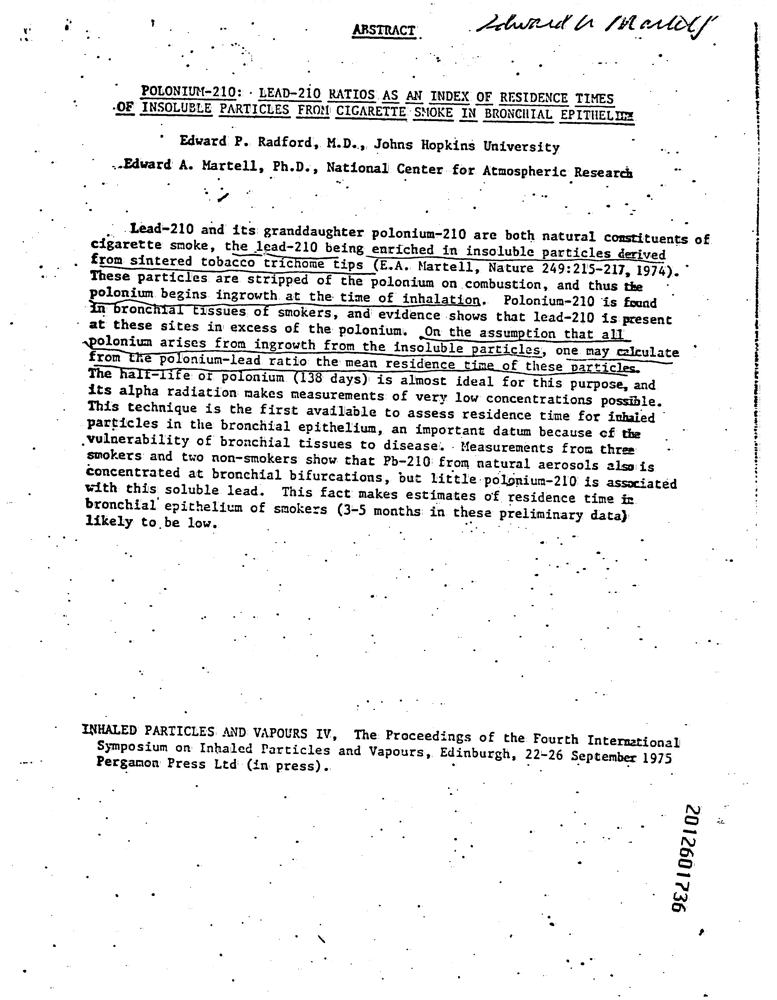 ABSTRACT
Edward A Martell
POLONIUM-210: LEAD-210 RATIOS AS AN INDEX OF RESIDENCE TIMES
OF INSOLUBLE PARTICLES FROM CIGARETTE SMOKE IN BRONCHIAL EPITHELIUM
Edward P. Radford, M.D., Johns Hopkins University
Edward A. Martell, Ph.D., National Center for Atmospheric Research
Lead-210 and its granddaughter polonium-210 are both natural constituents of
cigarette smoke, the lead-210 being enriched in insoluble particles derived
from sintered tobacco trichome tips (E.A. Martell, Nature 249:215-217, 1974).
These particles are stripped of the polonium on combustion, and thus the
polonium begins ingrowth at the time of inhalation. Polonium-210 is found
in bronchial tissues of smokers, and evidence shows that lead-210 is present
at these sites in excess of the polonium. On the assumption that all
polonium arises from ingrowth from the insoluble particles, one may calculate
from the polonium-lead ratio the mean residence time of these particles.
The half-life of polonium (138 days) is almost ideal for this purpose, and
its alpha radiation makes measurements of very low concentrations possible.
This technique is the first available to assess residence time for inhaled
particles in the bronchial epithelium, an important datum because of the
vulnerability of bronchial tissues to disease. Measurements from three
smokers and two non-smokers show that Pb-210 from natural aerosols also is
concentrated at bronchial bifurcations, but little polonium-210 is associated
with this soluble lead. This fact makes estimates of residence time in
bronchial epithelium of smokers (3-5 months in these preliminary data)
likely to be low.
INHALED PARTICLES AND VAPOURS IV, The Proceedings of the Fourth International
Symposium on Inhaled Particles and Vapours, Edinburgh, 22-26 September 1975
Pergamon Press Ltd (in press).
2012601736